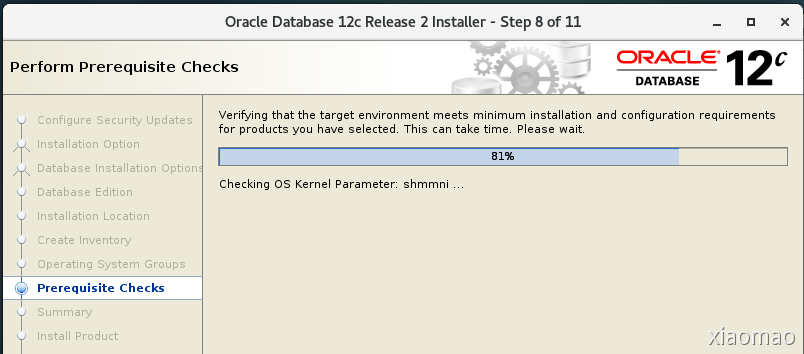 Oracle Database 12c Release 2 Installer - Step 8 of 11
Perform Prerequisite Checks
ORACLE
DATABASE
12c
Configure Security Updates
Installation Option
Database Installation Options
Database Edition
Installation Location
Create Inventory
Operating System Groups
Prerequisite Checks
Summary
Install Product
Verifying that the target environment meets minimum installation and configuration requirements
for products you have selected. This can take time. Please wait.
81%
Checking OS Kernel Parameter: shmmni ...
xiaomao